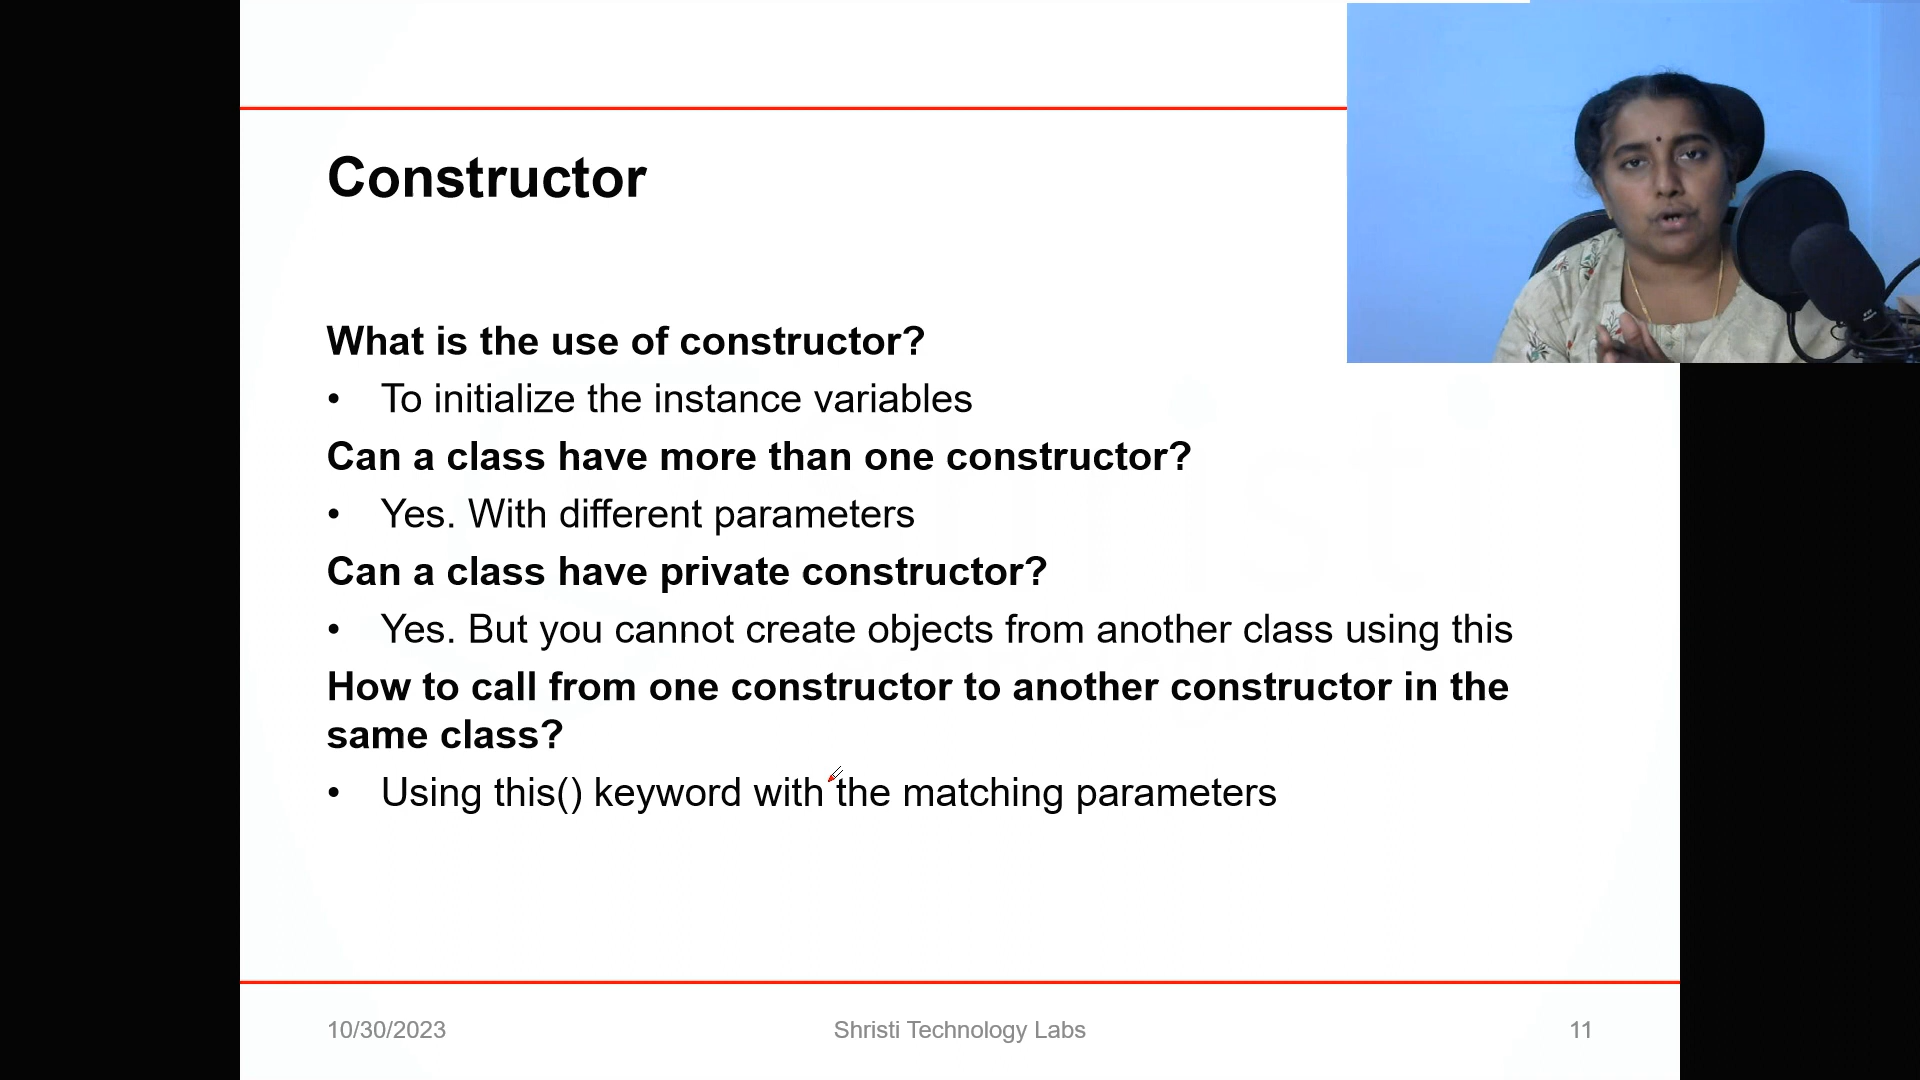 Constructor
What is the use of constructor?
• To initialize the instance variables
Can a class have more than one constructor?
• Yes. With different parameters
Can a class have private constructor?
• Yes. But you cannot create objects from another class using this
How to call from one constructor to another constructor in the
same class?
• Using this() keyword with the matching parameters
10/30/2023
Shristi Technology Labs
11